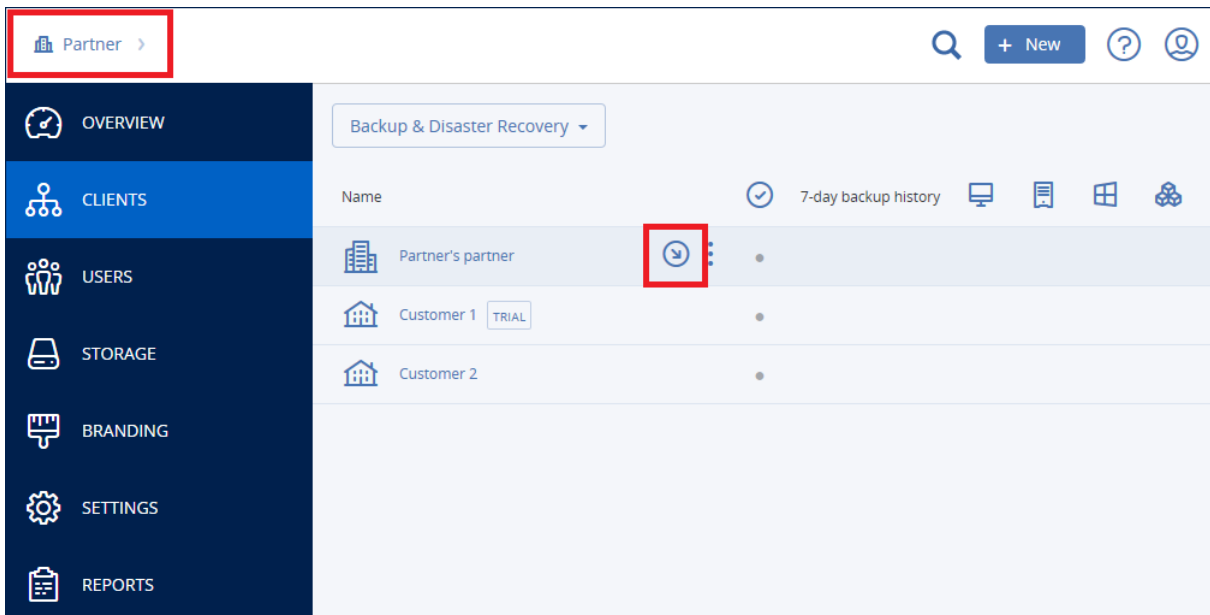 Partner >
+ New
?
OVERVIEW
CLIENTS
USERS
STORAGE
BRANDING
SETTINGS
REPORTS
Backup & Disaster Recovery
Name 7-day backup history
Partner's partner
Customer 1 TRIAL
Customer 2